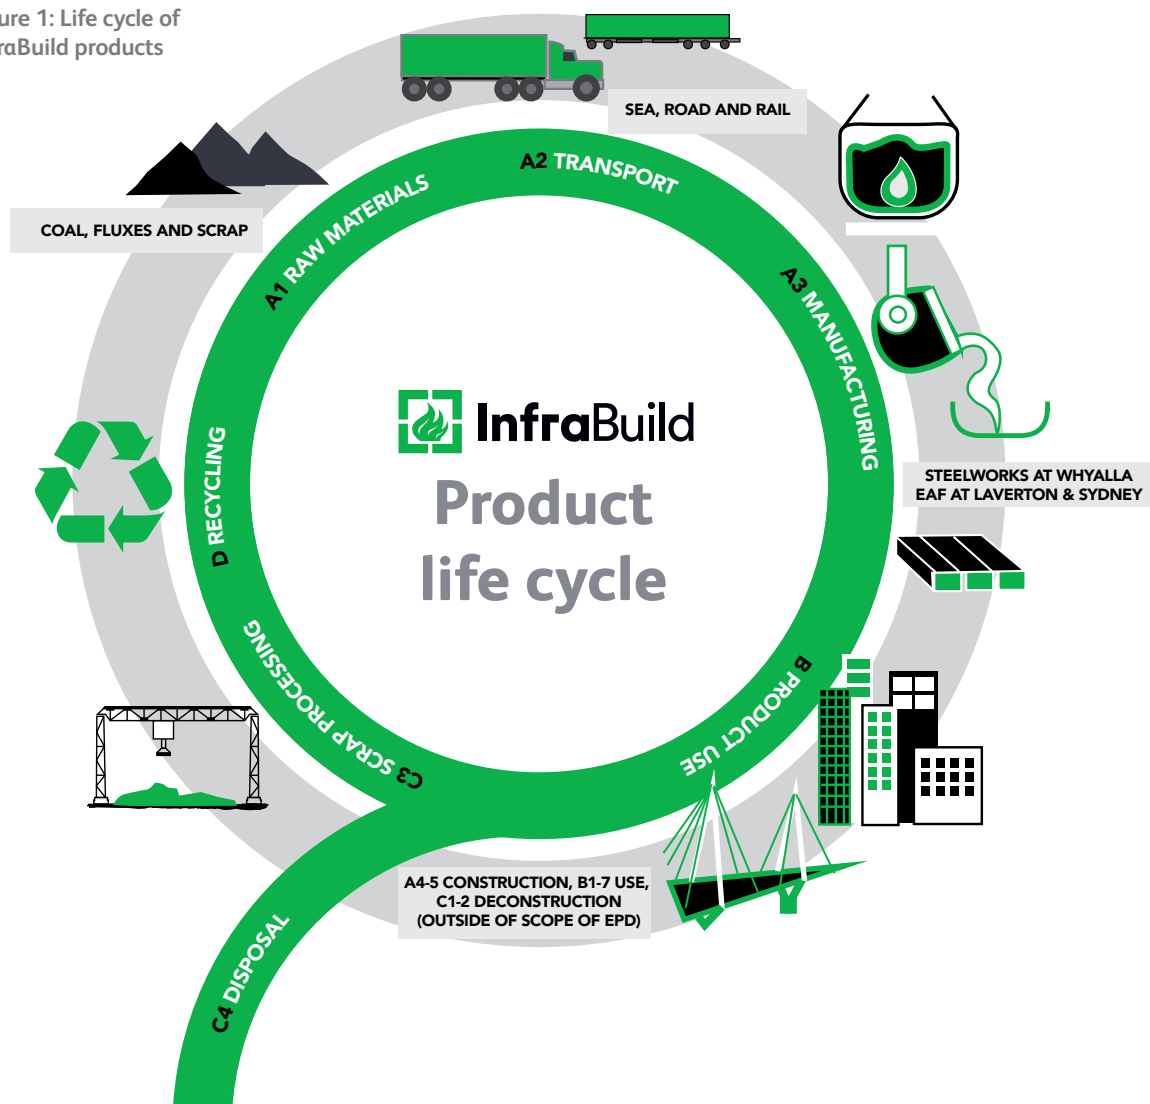 ure 1: Life cycle of
raBuild products
SEA, ROAD AND RAIL
A2 TRANSPORT
COAL, FLUXES AND SCRAP
A1 RAW MATERIALS
A3 MANUFACTURING
InfraBuild
Product
life cycle
STEELWORKS AT WHYALLA
EAF AT LAVERTON & SYDNEY
D RECYCLING
B PRODUCT USE
C3 SCRAP PROCESSING
A4-5 CONSTRUCTION, B1-7 USE,
C1-2 DECONSTRUCTION
(OUTSIDE OF SCOPE OF EPD)
C4 DISPOSAL